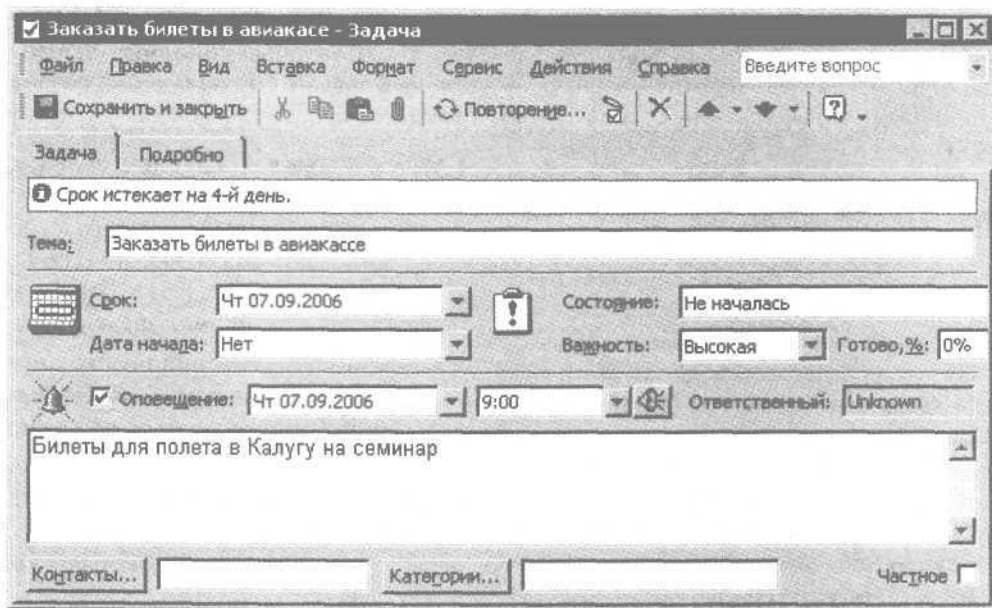 Заказать билеты в авиакасе - Задача
Файл Правка Вид Вставка Формат Сервис Действия Справка Введите вопрос
Сохранить и закрыть Повторение...
Задача Подробно
Срок истекает на 4-й день.
Тема: Заказать билеты в авиакассе
Срок: Чт 07.09.2006 Состояние: Не началась
Дата начала: Нет Важность: Высокая Готово,%: 0%
Оповещение: Чт 07.09.2006 9:00 Ответственный: Unknown
Билеты для полета в Калугу на семинар
Контакты... Категории... Частное